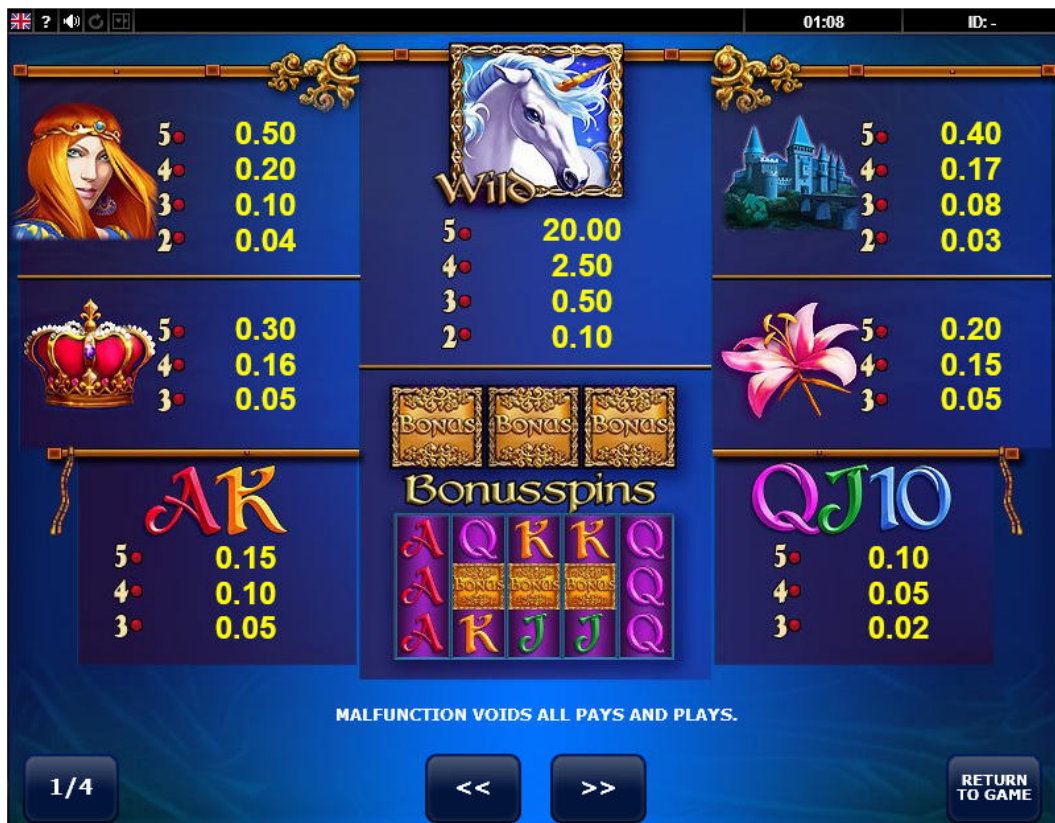 ? 01:08 ID: -
Wild
5 0.50
4 0.20
3 0.10
2 0.04
5 20.00
4 2.50
3 0.50
2 0.10
5 0.40
4 0.17
3 0.08
2 0.03
5 0.30
4 0.16
3 0.05
5 0.20
4 0.15
3 0.05
BONUS BONUS BONUS
Bonusspins
A Q K K Q
A BONUS BONUS BONUS Q
A K J J Q
A K
5 0.15
4 0.10
3 0.05
Q J 10
5 0.10
4 0.05
3 0.02
MALFUNCTION VOIDS ALL PAYS AND PLAYS.
1/4
<<
>>
RETURN
TO GAME